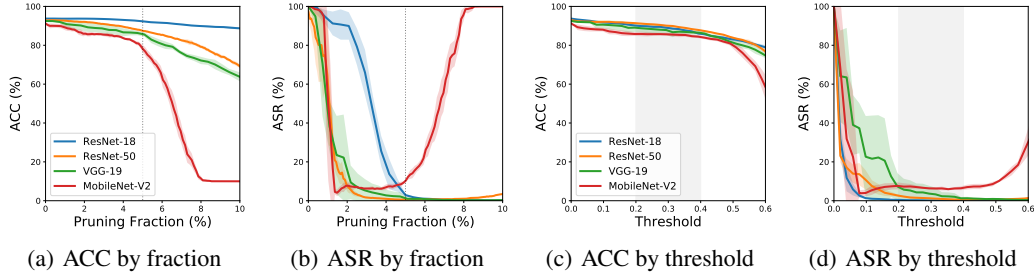 ACC (%)
100
80
60
40
20
0
ResNet-18
ResNet-50
VGG-19
MobileNet-V2
0 2 4 6 8 10
Pruning Fraction (%)
(a) ACC by fraction
ASR (%)
100
80
60
40
20
0
0 2 4 6 8 10
Pruning Fraction (%)
(b) ASR by fraction
ACC (%)
100
80
60
40
20
0
ResNet-18
ResNet-50
VGG-19
MobileNet-V2
0.0 0.1 0.2 0.3 0.4 0.5 0.6
Threshold
(c) ACC by threshold
ASR (%)
100
80
60
40
20
0
0.0 0.1 0.2 0.3 0.4 0.5 0.6
Threshold
(d) ASR by threshold